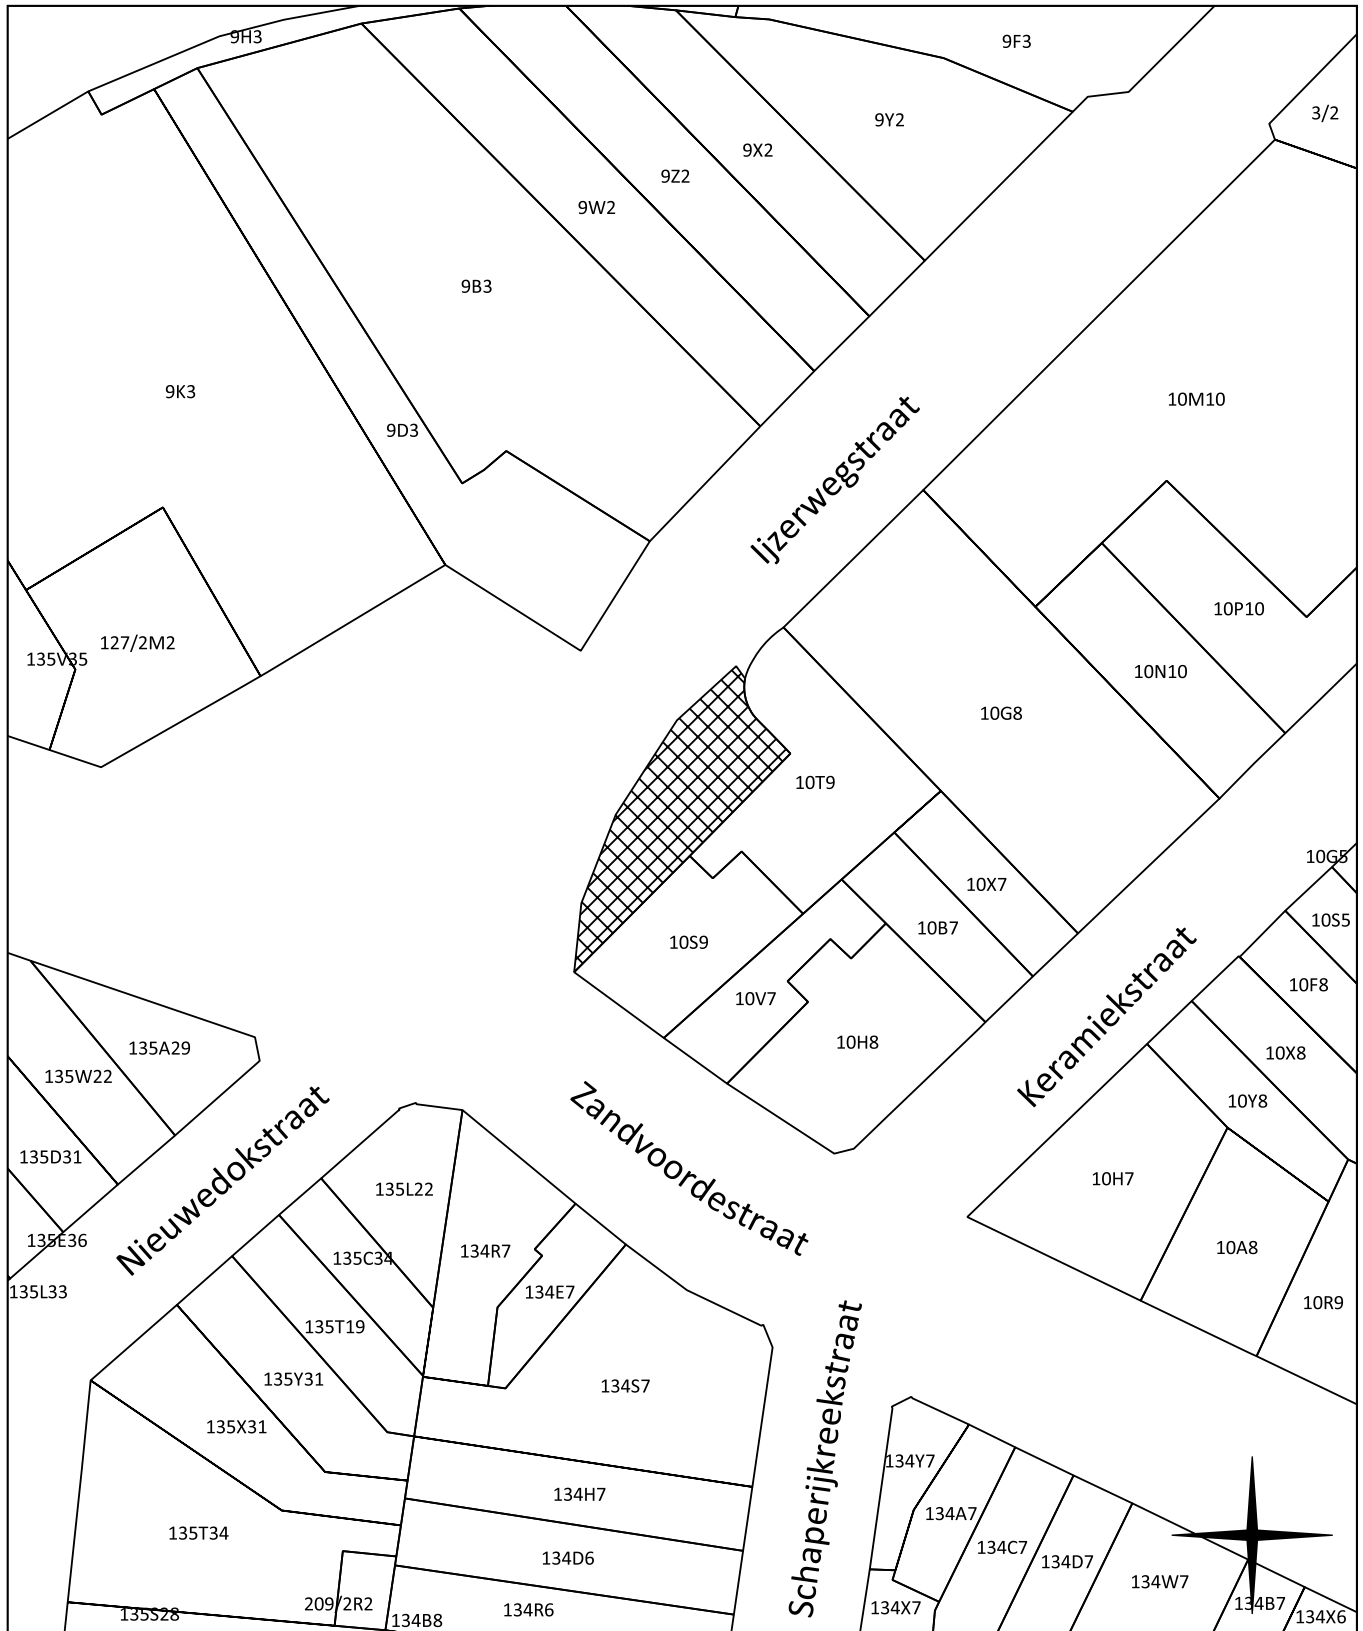 9H3
9F3
3/2
9Y2
9X2
9Z2
9W2
9B3
9K3
9D3
10M10
Ijzerwegstraat
10P10
127/2M2
135V35
10N10
10G8
10T9
10G5
10X7
10S5
10B7
10S9
10F8
10V7
10H8
135A29
10X8
135W22
Keramiekstraat
10Y8
135D31
Nieuwedokstraat
Zandvoordestraat
10H7
135L22
135E36
10A8
134R7
135C34
135L33
134E7
10R9
135T19
135Y31
134S7
135X31
Schaperijkreekstraat
134Y7
134H7
134A7
135T34
134C7
134D6
134D7
134W7
209/2R2
134B7
135S28
134R6
134X7
134B8
134X6